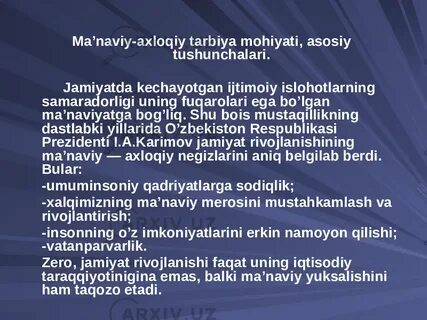 Ma’naviy-axloqiy tarbiya mohiyati, asosiy
tushunchalari.
Jamiyatda kechayotgan ijtimoiy islohotlarning
samaradorligi uning fuqarolari ega bo’lgan
ma’naviyatga bog’liq. Shu bois mustaqillikning
dastlabki yillarida O’zbekiston Respublikasi
Prezidenti I.A.Karimov jamiyat rivojlanishining
ma’naviy — axloqiy negizlarini aniq belgilab berdi.
Bular:
-umuminsoniy qadriyatlarga sodiqlik;
-xalqimizning ma’naviy merosini mustahkamlash va
rivojlantirish;
-insonning o’z imkoniyatlarini erkin namoyon qilishi;
-vatanparvarlik.
Zero, jamiyat rivojlanishi faqat uning iqtisodiy
taraqqiyotinigina emas, balki ma’naviy yuksalishini
ham taqozo etadi.
ARXIV.UZ